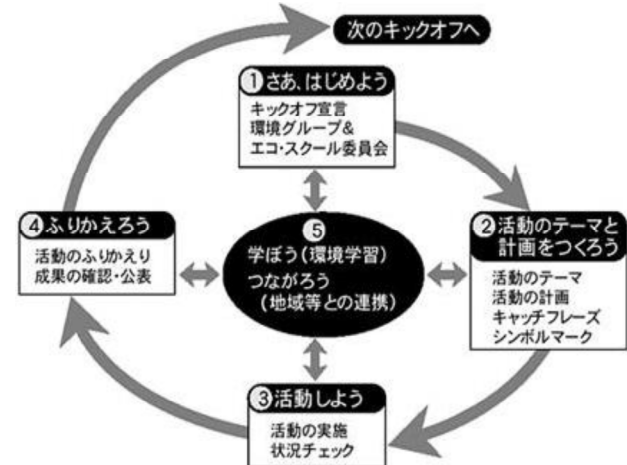 次のキックオフへ
①さあ、はじめよう
キックオフ宣言
環境グループ&
エコ・スクール委員会
②活動のテーマと
計画をつくろう
活動のテーマ
活動の計画
キャッチフレーズ
シンボルマーク
③活動しよう
活動の実施
状況チェック
④ふりかえろう
活動のふりかえり
成果の確認・公表
⑤
学ぼう(環境学習)
つながろう
(地域等との連携)